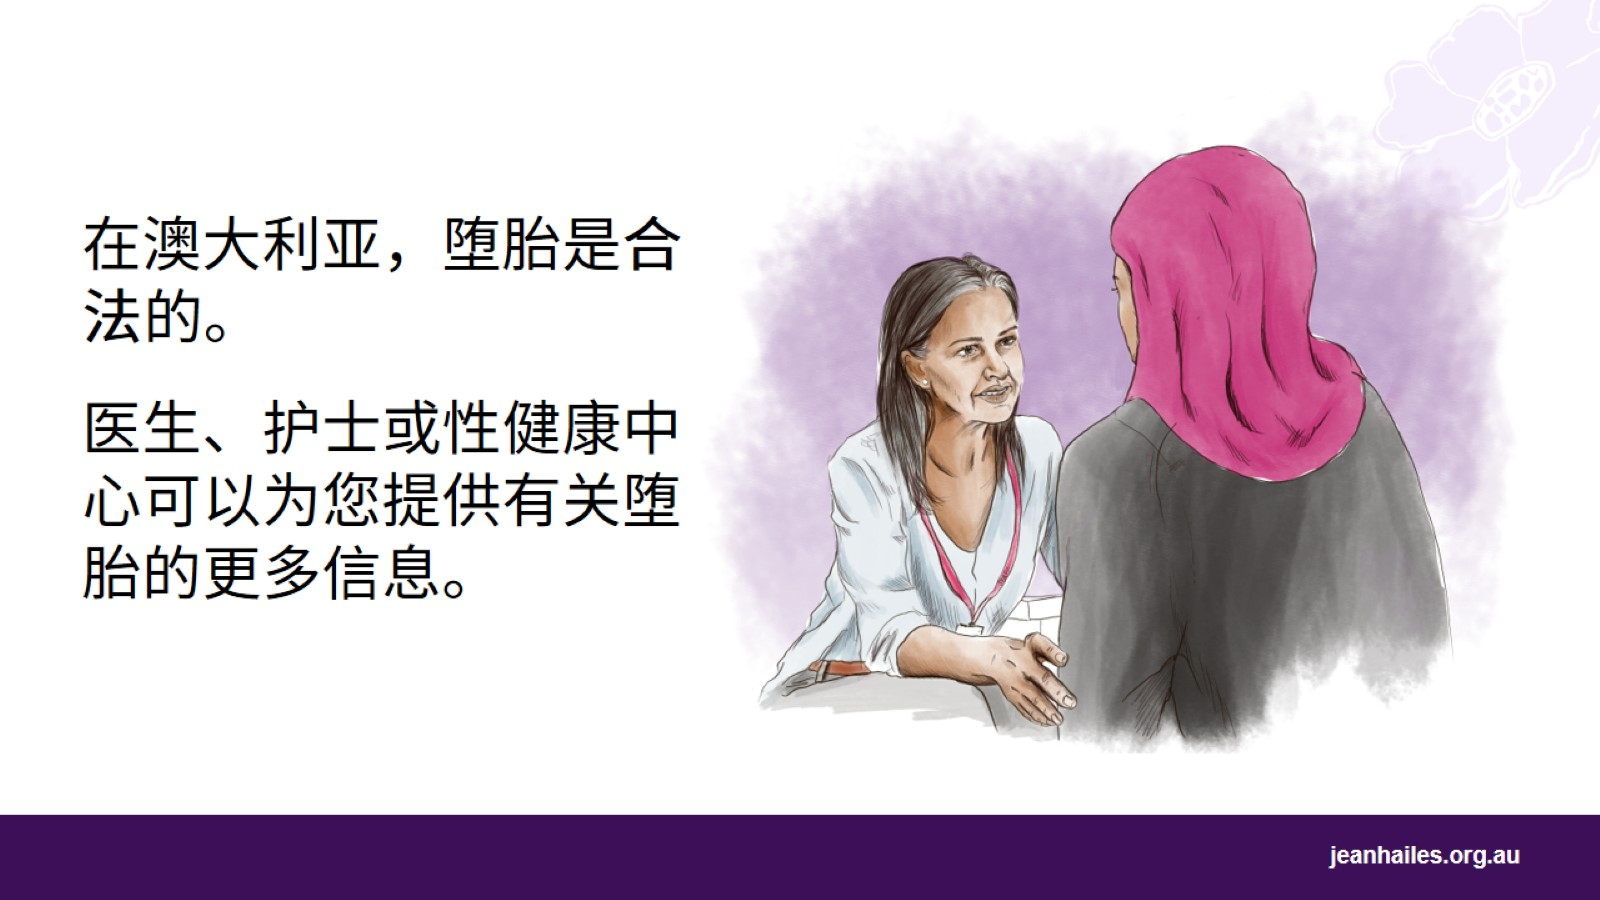 在澳大利亚，堕胎是合
法的。
医生、护士或性健康中
心可以为您提供有关堕
胎的更多信息。
jeanhailes.org.au